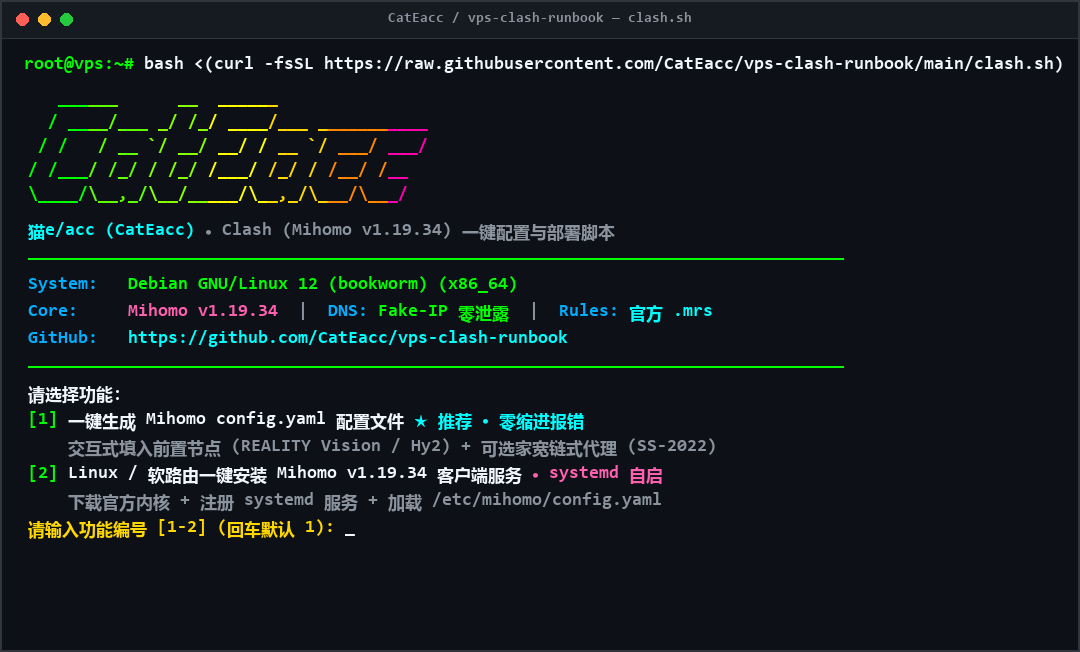 CatEacc / vps-clash-runbook — clash.sh
root@vps:~# bash <(curl -fsSL https://raw.githubusercontent.com/CatEacc/vps-clash-runbook/main/clash.sh)
CatEacc
猫e/acc (CatEacc) • Clash (Mihomo v1.19.34) 一键配置与部署脚本
System: Debian GNU/Linux 12 (bookworm) (x86_64)
Core: Mihomo v1.19.34 | DNS: Fake-IP 零泄露 | Rules: 官方 .mrs
GitHub: https://github.com/CatEacc/vps-clash-runbook
请选择功能:
[1] 一键生成 Mihomo config.yaml 配置文件 ★ 推荐 • 零缩进报错
交互式填入前置节点 (REALITY Vision / Hy2) + 可选家宽链式代理 (SS-2022)
[2] Linux / 软路由一键安装 Mihomo v1.19.34 客户端服务 • systemd 自启
下载官方内核 + 注册 systemd 服务 + 加载 /etc/mihomo/config.yaml
请输入功能编号 [1-2] (回车默认 1): _